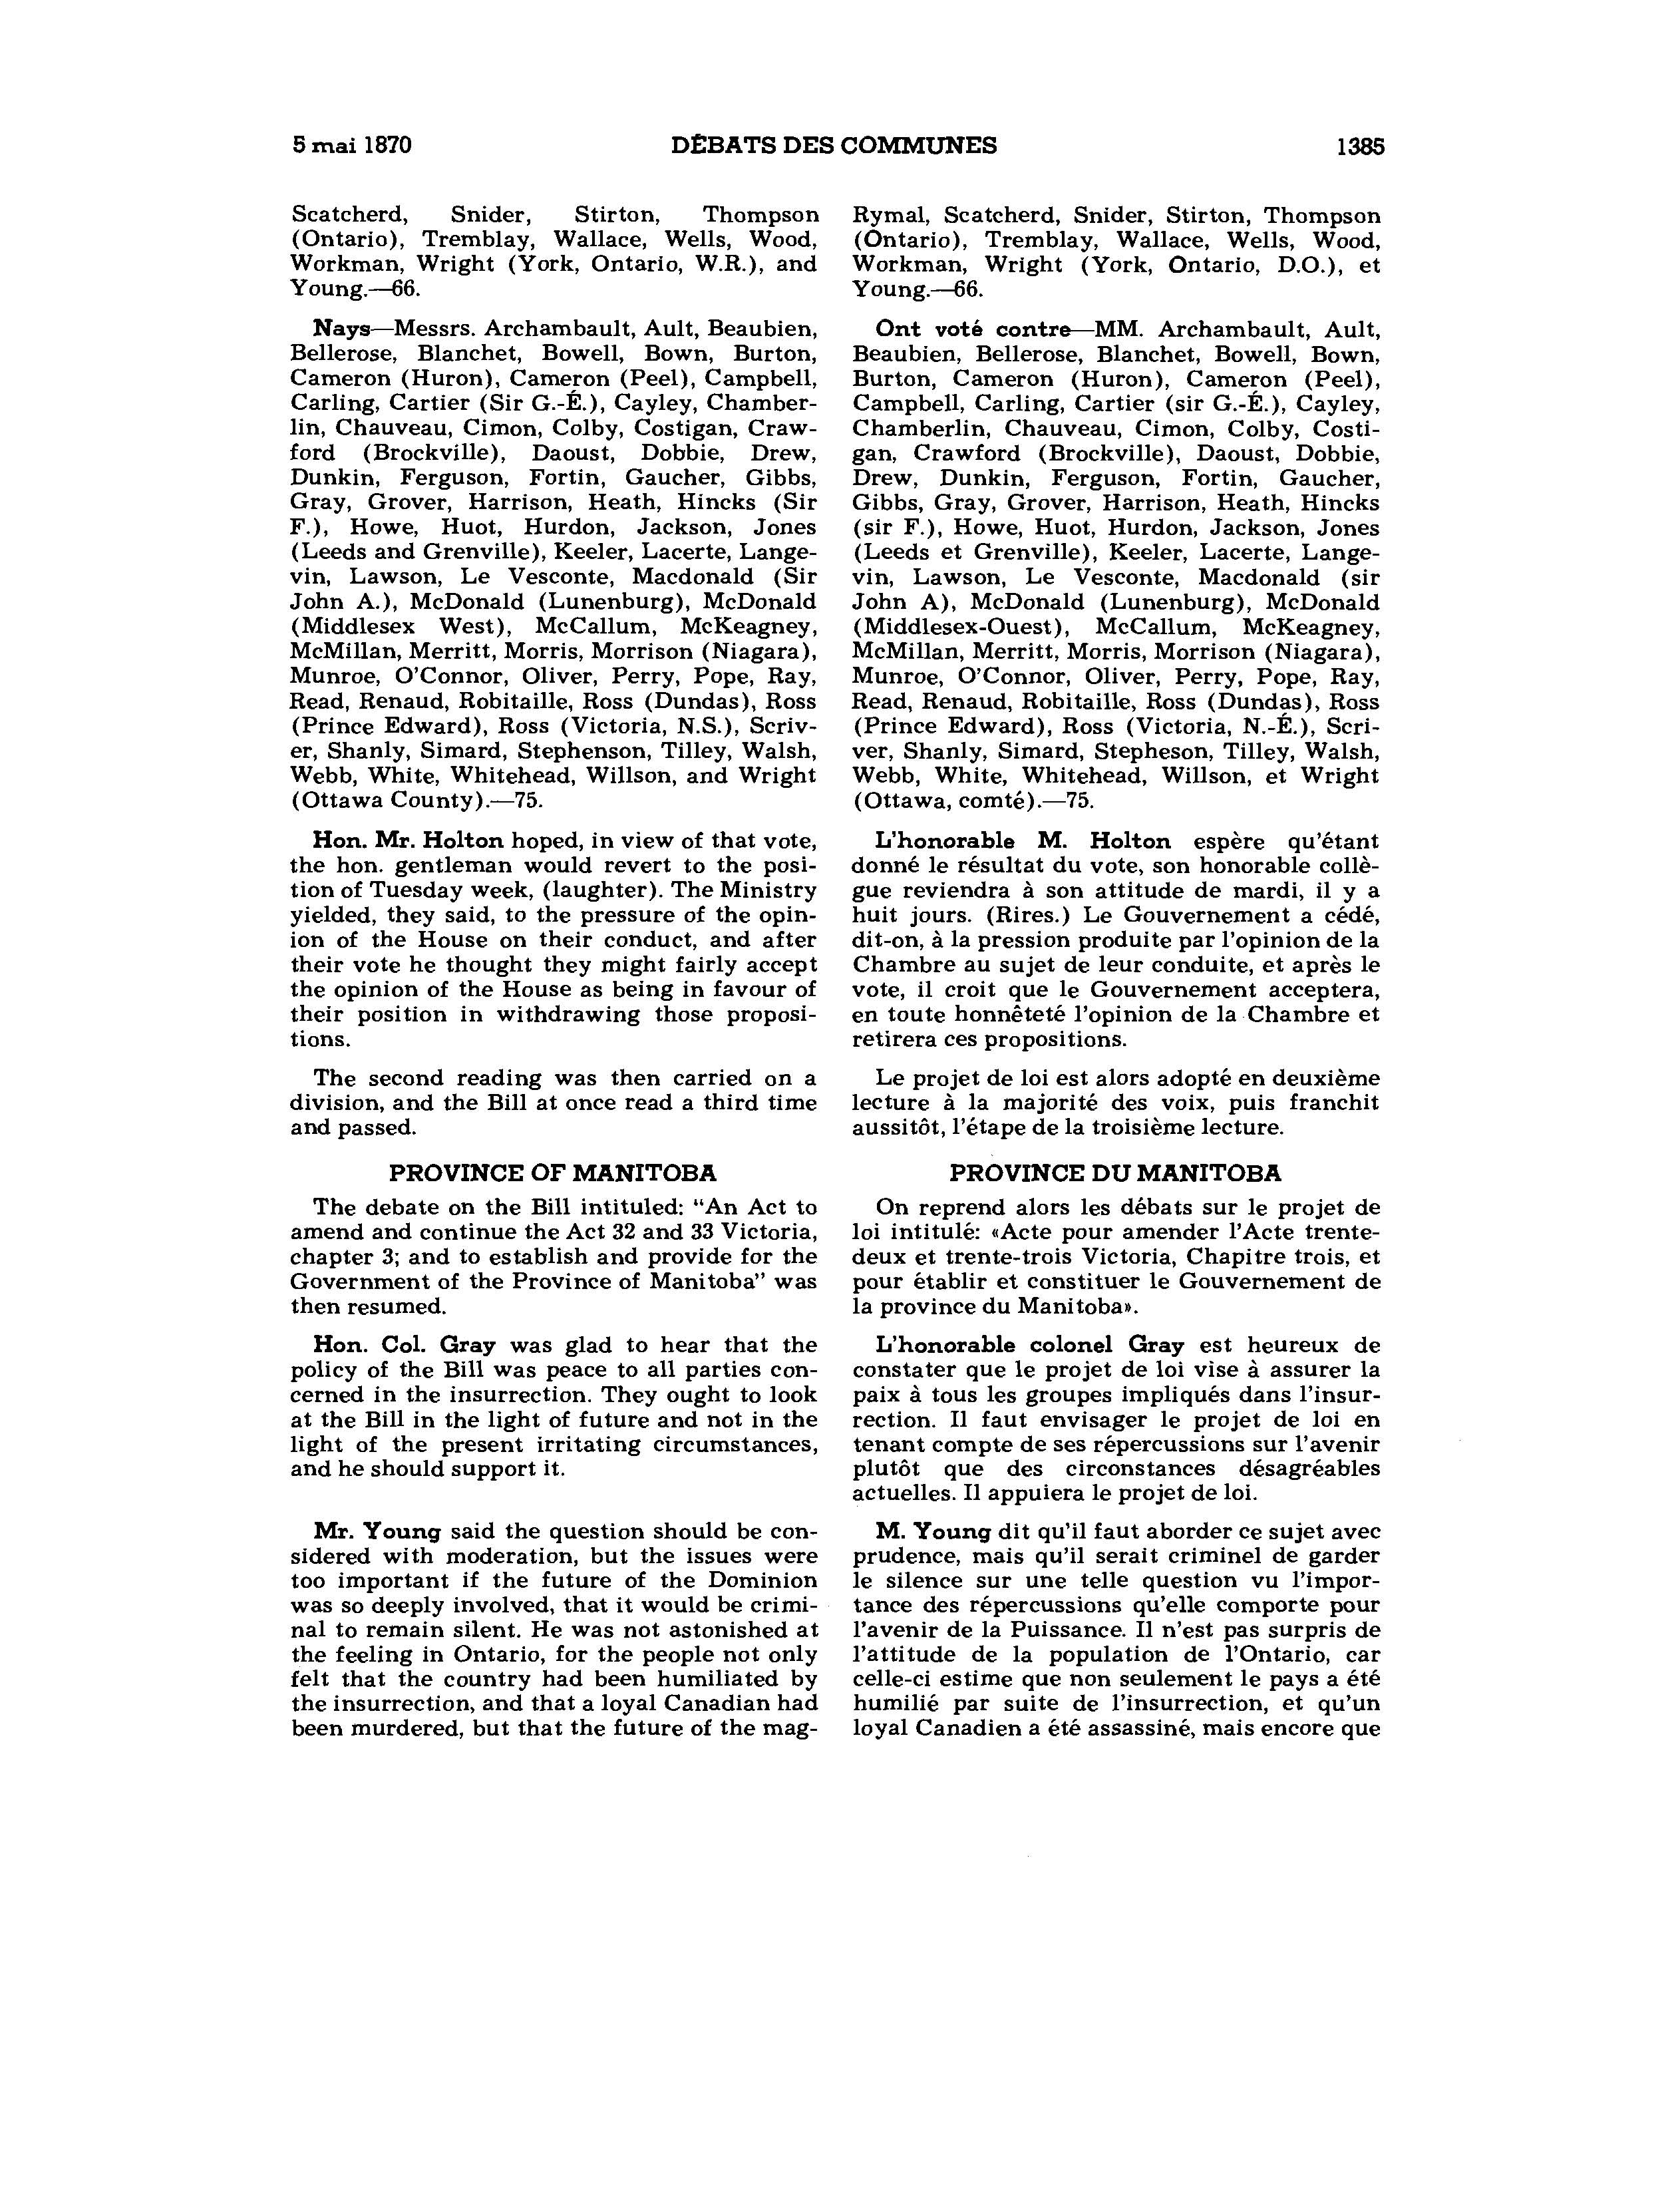 5 mai 1870 DÉBATS DES COMMUNES 1385
Scatcherd, Snider, Stirton, Thompson
(Ontario), Tremblay, Wallace, Wells, Wood,
Workman, Wright (York, Ontario, W.R.), and
Young.—66.
Nays—Messrs. Archambault, Ault, Beaubien,
Bellerose, Blanchet, Bowell, Bown, Burton,
Cameron (Huron), Cameron (Peel), Campbell,
Carling, Cartier (Sir G.-É.), Cayley, Chamber-
lin, Chauveau, Cimon, Colby, Costigan, Craw-
ford (Brockville), Daoust, Dobbie, Drew,
Dunkin, Ferguson, Fortin, Gaucher, Gibbs,
Gray, Grover, Harrison, Heath, Hincks (Sir
F.), Howe, Huot, Hurdon, Jackson, Jones
(Leeds and Grenville), Keeler, Lacerte, Lange-
vin, Lawson, Le Vesconte, Macdonald (Sir
John A.), McDonald (Lunenburg), McDonald
(Middlesex West), McCallum, McKeagney,
McMillan, Merritt, Morris, Morrison (Niagara),
Munroe, O'Connor, Oliver, Perry, Pope, Ray,
Read, Renaud, Robitaille, Ross (Dundas), Ross
(Prince Edward), Ross (Victoria, N.S.), Scriv-
er, Shanly, Simard, Stephenson, Tilley, Walsh,
Webb, White, Whitehead, Willson, and Wright
(Ottawa County).—75.
Hon. Mr. Holton hoped, in view of that vote,
the hon. gentleman would revert to the posi-
tion of Tuesday week, (laughter). The Ministry
yielded, they said, to the pressure of the opin-
ion of the House on their conduct, and after
their vote he thought they might fairly accept
the opinion of the House as being in favour of
their position in withdrawing those proposi-
tions.
The second reading was then carried on a
division, and the Bill at once read a third time
and passed.
PROVINCE OF MANITOBA
The debate on the Bill intituled: "An Act to
amend and continue the Act 32 and 33 Victoria,
chapter 3; and to establish and provide for the
Government of the Province of Manitoba" was
then resumed.
Hon. Col. Gray was glad to hear that the
policy of the Bill was peace to all parties con-
cerned in the insurrection. They ought to look
at the Bill in the light of future and not in the
light of the present irritating circumstances,
and he should support it.
Mr. Young said the question should be con-
sidered with moderation, but the issues were
too important if the future of the Dominion
was so deeply involved, that it would be crimi-
nal to remain silent. He was not astonished at
the feeling in Ontario, for the people not only
felt that the country had been humiliated by
the insurrection, and that a loyal Canadian had
been murdered, but that the future of the mag-
Rymal, Scatcherd, Snider, Stirton, Thompson
(Ontario), Tremblay, Wallace, Wells, Wood,
Workman, Wright (York, Ontario, D.O.), et
Young.—66.
Ont voté contre—MM. Archambault, Ault,
Beaubien, Bellerose, Blanchet, Bowell, Bown,
Burton, Cameron (Huron), Cameron (Peel),
Campbell, Carling, Cartier (sir G.-É.), Cayley,
Chamberlin, Chauveau, Cimon, Colby, Costi-
gan, Crawford (Brockville), Daoust, Dobbie,
Drew, Dunkin, Ferguson, Fortin, Gaucher,
Gibbs, Gray, Grover, Harrison, Heath, Hincks
(sir F.), Howe, Huot, Hurdon, Jackson, Jones
(Leeds et Grenville), Keeler, Lacerte, Lange-
vin, Lawson, Le Vesconte, Macdonald (sir
John A), McDonald (Lunenburg), McDonald
(Middlesex-Ouest), McCallum, McKeagney,
McMillan, Merritt, Morris, Morrison (Niagara),
Munroe, O'Connor, Oliver, Perry, Pope, Ray,
Read, Renaud, Robitaille, Ross (Dundas), Ross
(Prince Edward), Ross (Victoria, N.-É.), Scri-
ver, Shanly, Simard, Stepheson, Tilley, Walsh,
Webb, White, Whitehead, Willson, et Wright
(Ottawa, comté).—75.
L'honorable M. Holton espère qu'étant
donné le résultat du vote, son honorable collè-
gue reviendra à son attitude de mardi, il y a
huit jours. (Rires.) Le Gouvernement a cédé,
dit-on, à la pression produite par l'opinion de la
Chambre au sujet de leur conduite, et après le
vote, il croit que le Gouvernement acceptera,
en toute honnêteté l'opinion de la Chambre et
retirera ces propositions.
Le projet de loi est alors adopté en deuxième
lecture à la majorité des voix, puis franchit
aussitôt, l'étape de la troisième lecture.
PROVINCE DU MANITOBA
On reprend alors les débats sur le projet de
loi intitulé: «Acte pour amender l'Acte trente-
deux et trente-trois Victoria, Chapitre trois, et
pour établir et constituer le Gouvernement de
la province du Manitoba».
L'honorable colonel Gray est heureux de
constater que le projet de loi vise à assurer la
paix à tous les groupes impliqués dans l'insur-
rection. Il faut envisager le projet de loi en
tenant compte de ses répercussions sur l'avenir
plutôt que des circonstances désagréables
actuelles. Il appuiera le projet de loi.
M. Young dit qu'il faut aborder ce sujet avec
prudence, mais qu'il serait criminel de garder
le silence sur une telle question vu l'impor-
tance des répercussions qu'elle comporte pour
l'avenir de la Puissance. Il n'est pas surpris de
l'attitude de la population de l'Ontario, car
celle-ci estime que non seulement le pays a été
humilié par suite de l'insurrection, et qu'un
loyal Canadien a été assassiné, mais encore que